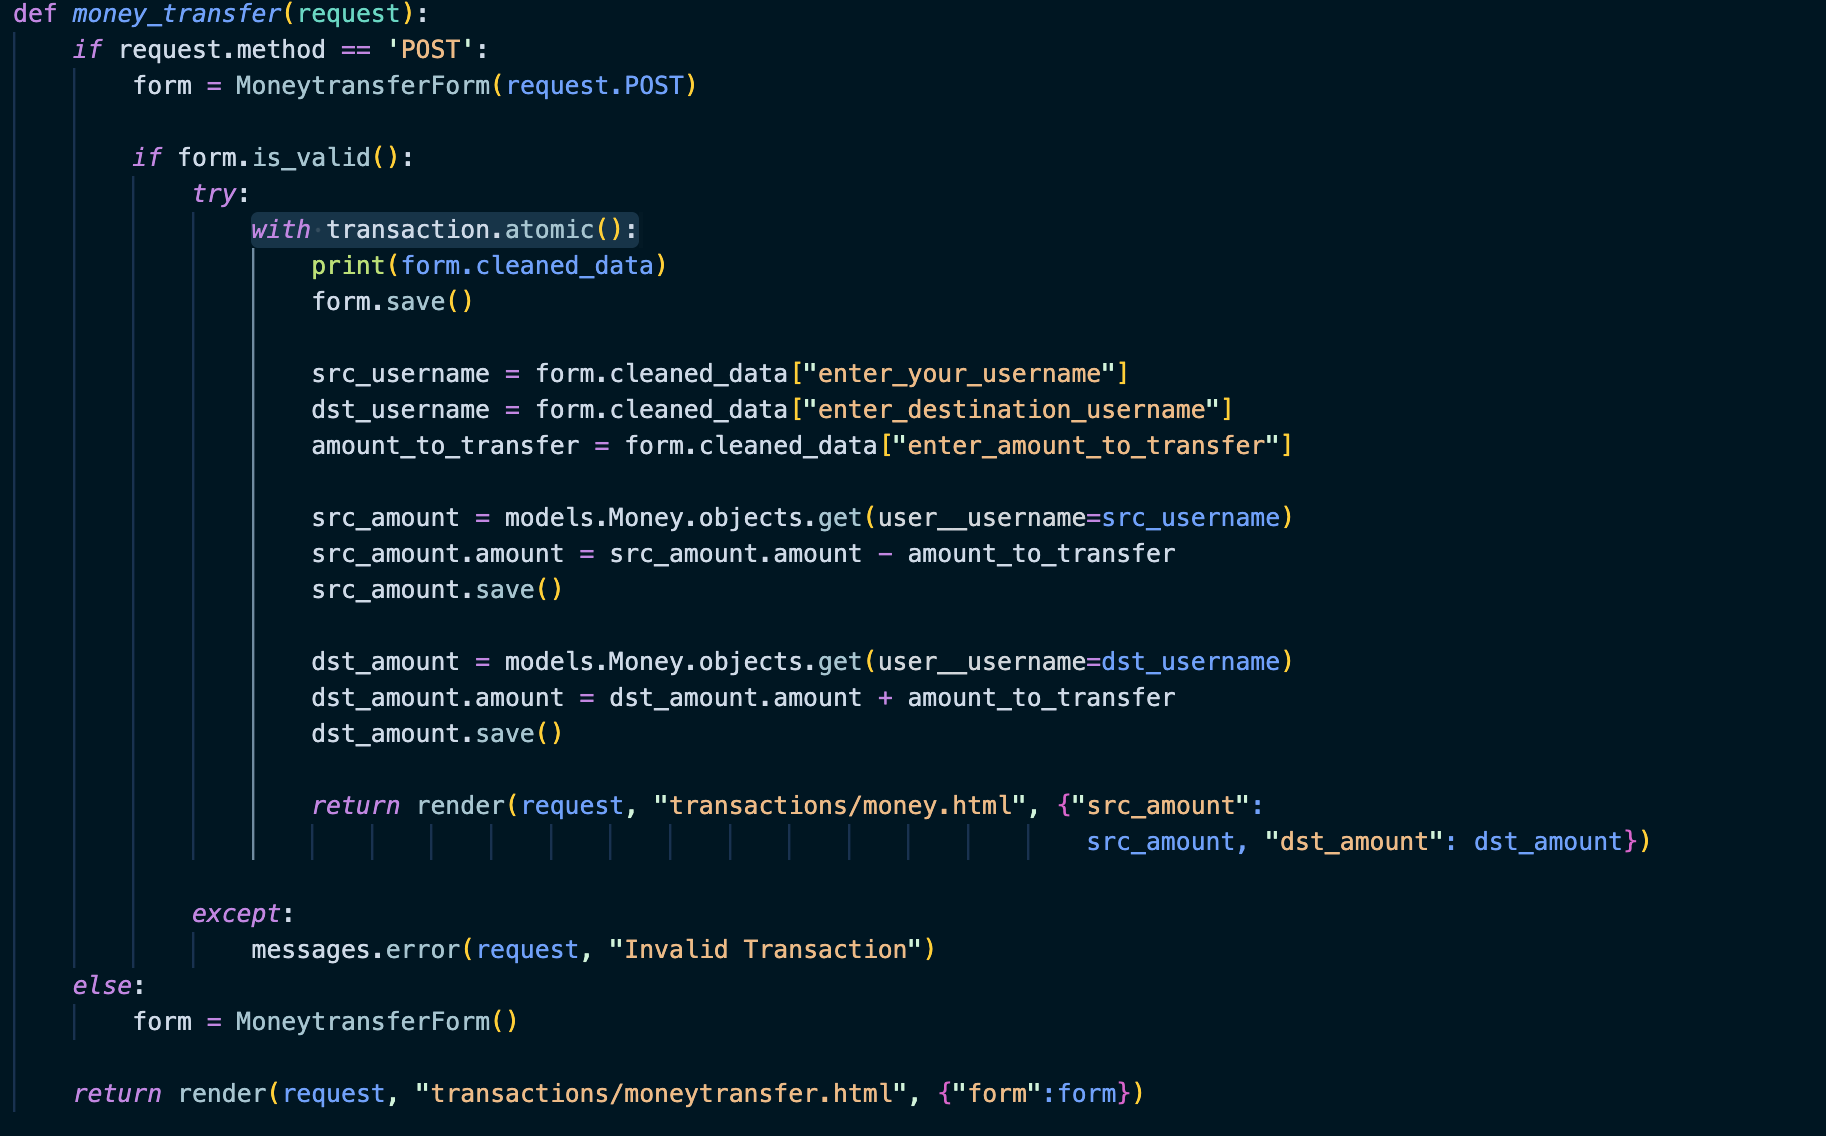 def money_transfer(request):
    if request.method == 'POST':
        form = MoneytransferForm(request.POST)

        if form.is_valid():
            try:
                with transaction.atomic():
                    print(form.cleaned_data)
                    form.save()

                    src_username = form.cleaned_data["enter_your_username"]
                    dst_username = form.cleaned_data["enter_destination_username"]
                    amount_to_transfer = form.cleaned_data["enter_amount_to_transfer"]

                    src_amount = models.Money.objects.get(user__username=src_username)
                    src_amount.amount = src_amount.amount - amount_to_transfer
                    src_amount.save()

                    dst_amount = models.Money.objects.get(user__username=dst_username)
                    dst_amount.amount = dst_amount.amount + amount_to_transfer
                    dst_amount.save()

                    return render(request, "transactions/money.html", {"src_amount":
                                                                        src_amount, "dst_amount": dst_amount})

            except:
                messages.error(request, "Invalid Transaction")
    else:
        form = MoneytransferForm()

    return render(request, "transactions/moneytransfer.html", {"form":form})